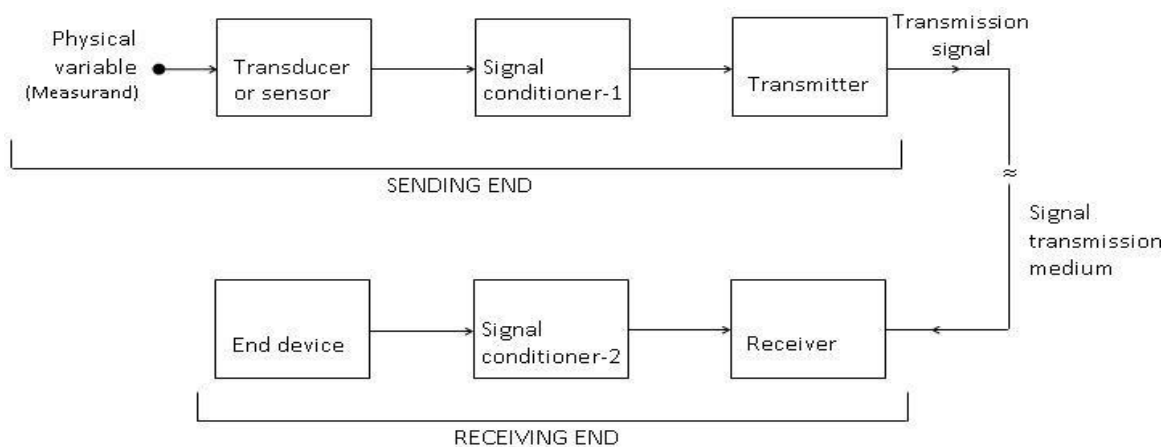 Physical
variable
(Measurand)
Transducer
or sensor
Signal
conditioner-1
Transmitter
Transmission
signal
SENDING END
≈
Signal
transmission
medium
End device
Signal
conditioner-2
Receiver
RECEIVING END